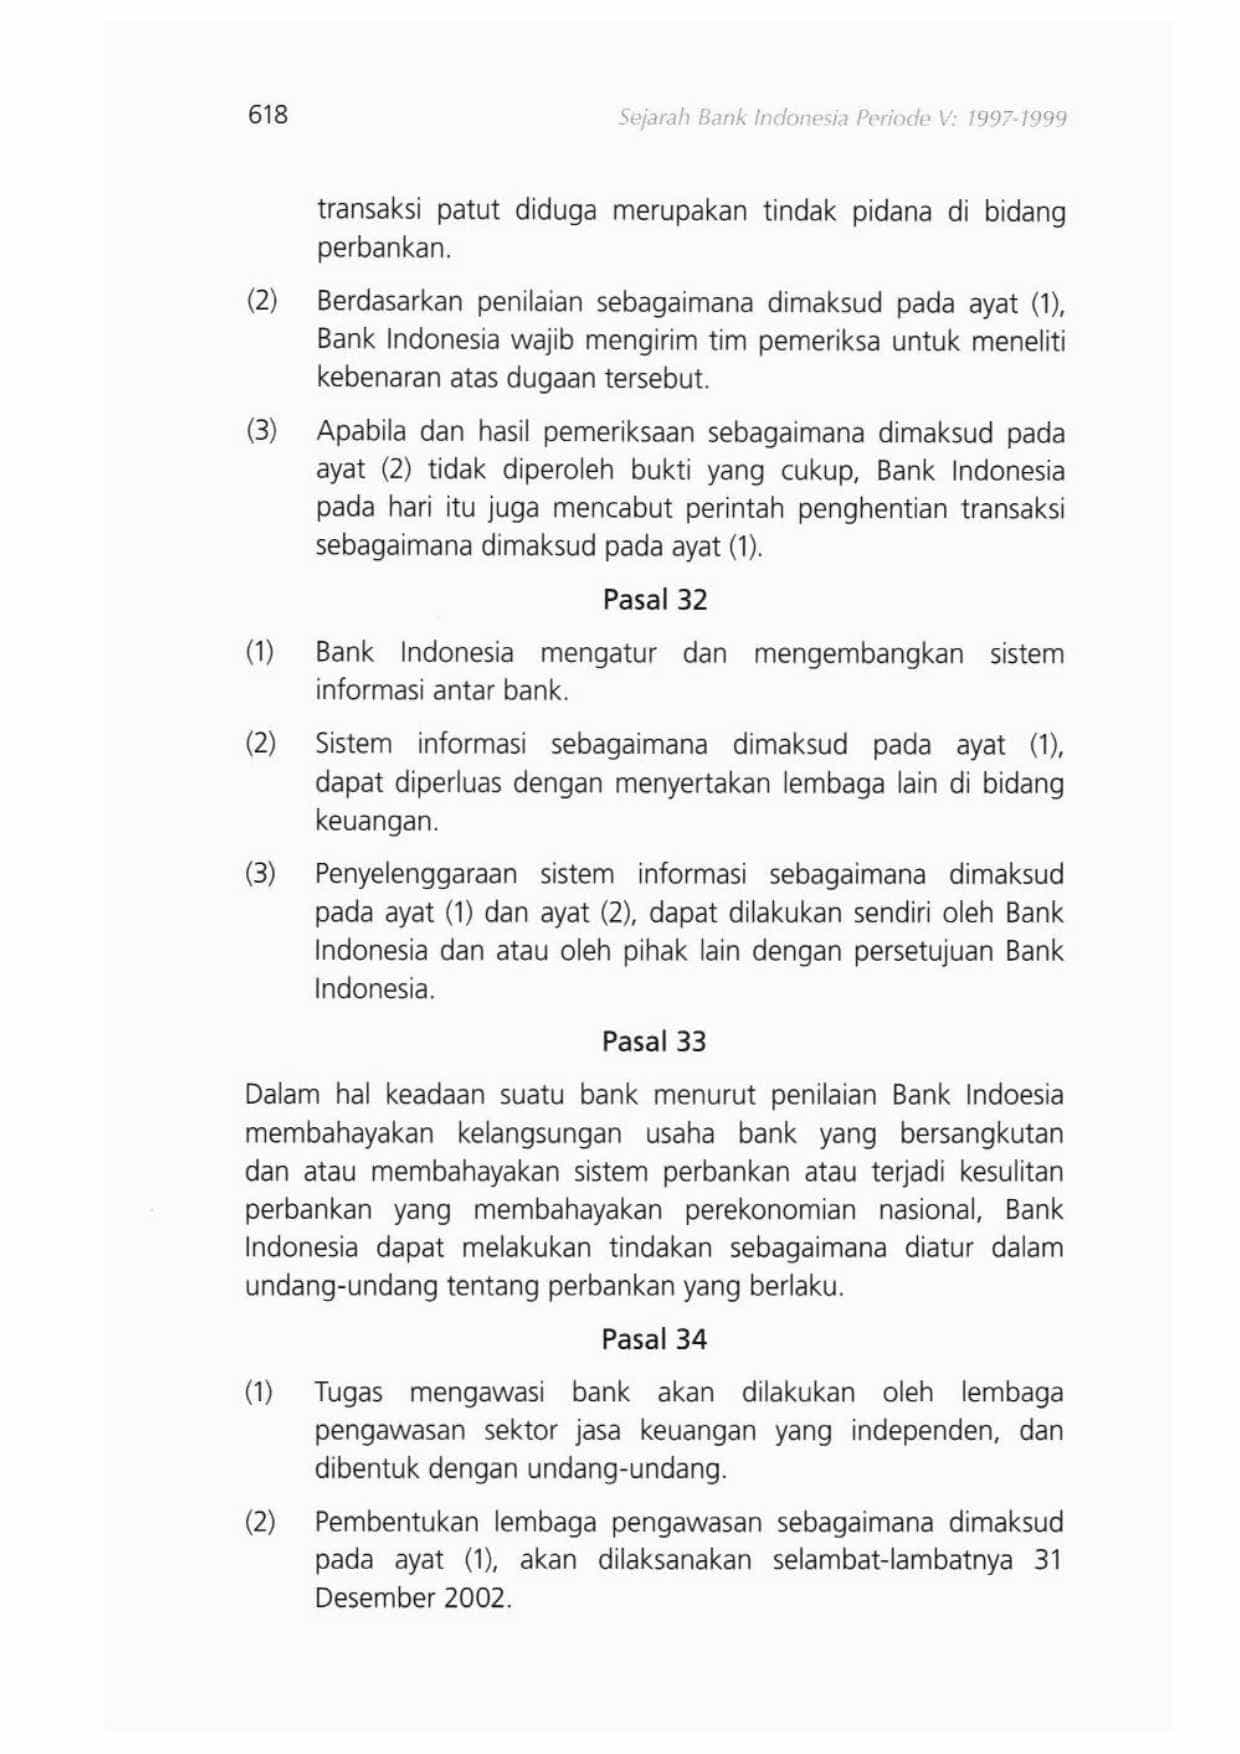 618
Sejarah Bank Indonesia Periode V: 1997-1999
transaksi patut diduga merupakan tindak pidana di bidang
perbankan.
(2) Berdasarkan penilaian sebagaimana dimaksud pada ayat (1),
Bank Indonesia wajib mengirim tim pemeriksa untuk meneliti
kebenaran atas dugaan tersebut.
(3) Apabila dan hasil pemeriksaan sebagaimana dimaksud pada
ayat (2) tidak diperoleh bukti yang cukup, Bank Indonesia
pada hari itu juga mencabut perintah penghentian transaksi
sebagaimana dimaksud pada ayat (1).
Pasal 32
(1) Bank Indonesia mengatur dan mengembangkan sistem
informasi antar bank.
(2) Sistem informasi sebagaimana dimaksud pada ayat (1),
dapat diperluas dengan menyertakan lembaga lain di bidang
keuangan.
(3) Penyelenggaraan sistem informasi sebagaimana dimaksud
pada ayat (1) dan ayat (2), dapat dilakukan sendiri oleh Bank
Indonesia dan atau oleh pihak lain dengan persetujuan Bank
Indonesia.
Pasal 33
Dalam hal keadaan suatu bank menurut penilaian Bank Indoesia
membahayakan kelangsungan usaha bank yang bersangkutan
dan atau membahayakan sistem perbankan atau terjadi kesulitan
perbankan yang membahayakan perekonomian nasional, Bank
Indonesia dapat melakukan tindakan sebagaimana diatur dalam
undang-undang tentang perbankan yang berlaku.
Pasal 34
(1) Tugas mengawasi bank akan dilakukan oleh lembaga
pengawasan sektor jasa keuangan yang independen, dan
dibentuk dengan undang-undang.
(2) Pembentukan lembaga pengawasan sebagaimana dimaksud
pada ayat (1), akan dilaksanakan selambat-lambatnya 31
Desember 2002.